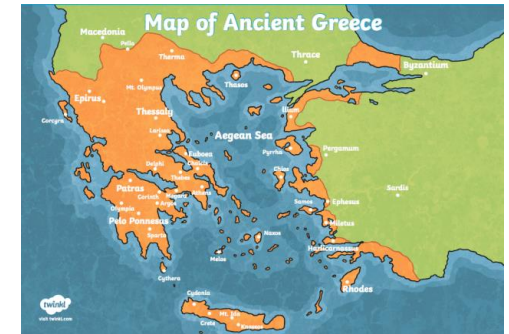 Map of Ancient Greece
Macedonia
Pella
Therma
Thrace
Byzantium
Thasos
Mt. Olympus
Epirus
Thessaly
Ilium
Corcyra
Larissa
Aegean Sea
Pyrrha
Pergamum
Euboea
Delphi
Chalkis
Thebes
Chios
Patras
Sardis
Corinth
Megara
Athens
Olympia
Argos
Samos
Ephesus
Pelo Ponnesus
Miletus
Sparta
Naxos
Halicarnassus
Melos
Cythera
Rhodes
Cydonia
Mt. Ida
Crete
Knossos
twinkl
visit twinkl.com